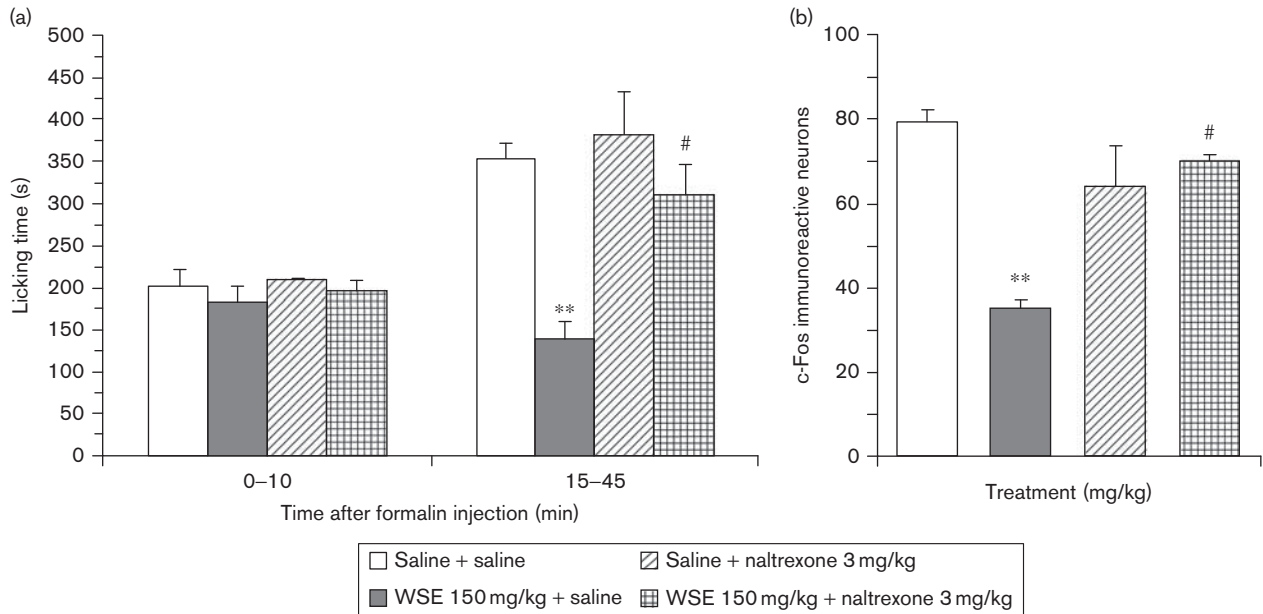 (a)
500
450
400
350
300
250
200
150
100
50
0
Licking time (s)
**
#
0–10
15–45
Time after formalin injection (min)
(b)
100
80
60
40
20
0
c-Fos immunoreactive neurons
**
#
Treatment (mg/kg)
Saline + saline
Saline + naltrexone 3 mg/kg
WSE 150 mg/kg + saline
WSE 150 mg/kg + naltrexone 3 mg/kg